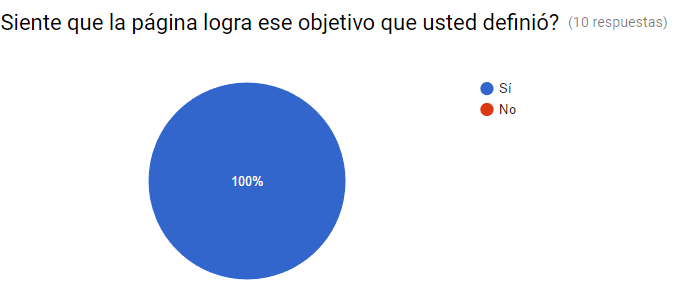 Siente que la página logra ese objetivo que usted definió? (10 respuestas)
Sí
No
100%